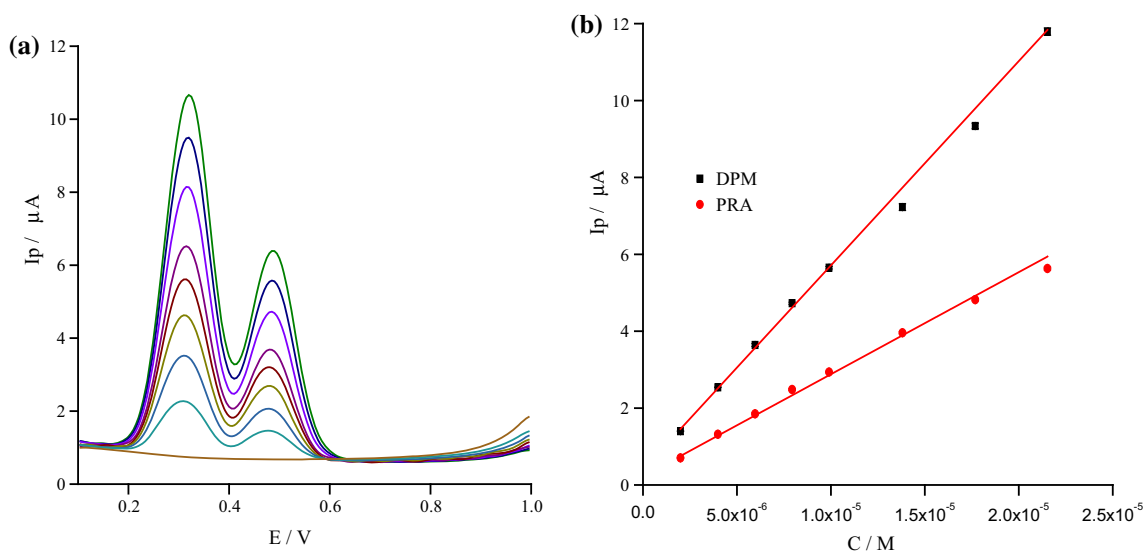 (a)
12
10
8
6
4
2
0
Ip / μA
0.2 0.4 0.6 0.8 1.0
E / V
(b)
12
10
8
6
4
2
0
Ip / μA
DPM
PRA
0.0 5.0x10⁻⁶ 1.0x10⁻⁵ 1.5x10⁻⁵ 2.0x10⁻⁵ 2.5x10⁻⁵
C / M